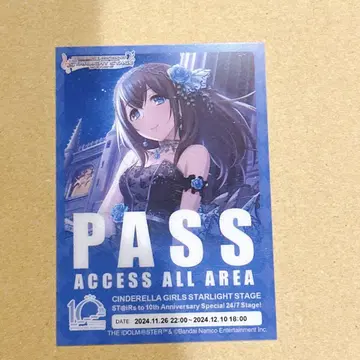 PASS
ACCESS ALL AREA
CINDERELLA GIRLS STARLIGHT STAGE
ST@IRs to 10th Anniversary Special 24/7 Stage!
DATE 2024.11.26 22:00~2024.12.10 18:00
THE IDOLM@STER™ & ©Bandai Namco Entertainment Inc.